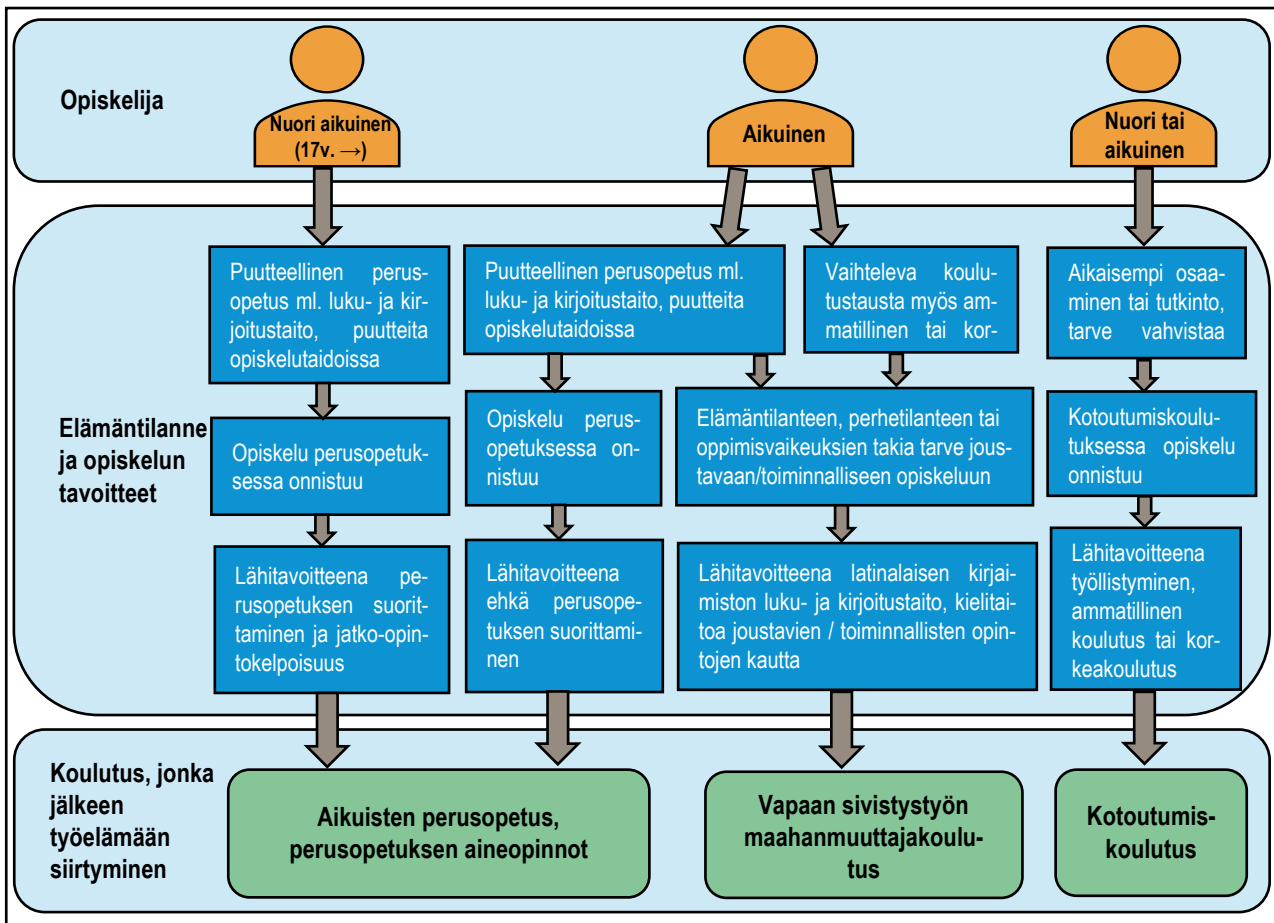 Opiskelija
Nuori aikuinen
(17v. →)
Aikuinen
Nuori tai
aikuinen
Elämäntilanne
ja opiskelun
tavoitteet
Puutteellinen perus-
opetus ml. luku- ja kir-
joitustaito, puutteita
opiskelutaidoissa
Puutteellinen perusopetus ml.
luku- ja kirjoitustaito, puutteita
opiskelutaidoissa
Vaihteleva kou-
lutustausta myös am-
matillinen tai kor-
Aikaisempi osaa-
minen tai tutkinto,
tarve vahvistaa
Opiskelu perusopetuk-
sessa onnistuu
Opiskelu perus-
opetuksessa on-
nistuu
Elämäntilanteen, perhetilanteen tai
oppimisvaikeuksien takia tarve jous-
tavaan/toiminnalliseen opiskeluun
Kotoutumiskoulu-
tuksessa opiskelu
onnistuu
Lähitavoitteena pe-
rusopetuksen suorit-
taminen ja jatko-opin-
tokelpoisuus
Lähitavoitteena
ehkä perusope-
tuksen suorittami-
nen
Lähitavoitteena latinalaisen kirjai-
miston luku- ja kirjoitustaito, kielitai-
toa joustavien / toiminnallisten opin-
tojen kautta
Lähitavoitteena
työllistyminen,
ammatillinen
koulutus tai kor-
keakoulutus
Koulutus, jonka
jälkeen
työelämään
siirtyminen
Aikuisten perusopetus,
perusopetuksen aineopinnot
Vapaan sivistystyön
maahanmuuttajakoulu-
tus
Kotoutumis-
koulutus